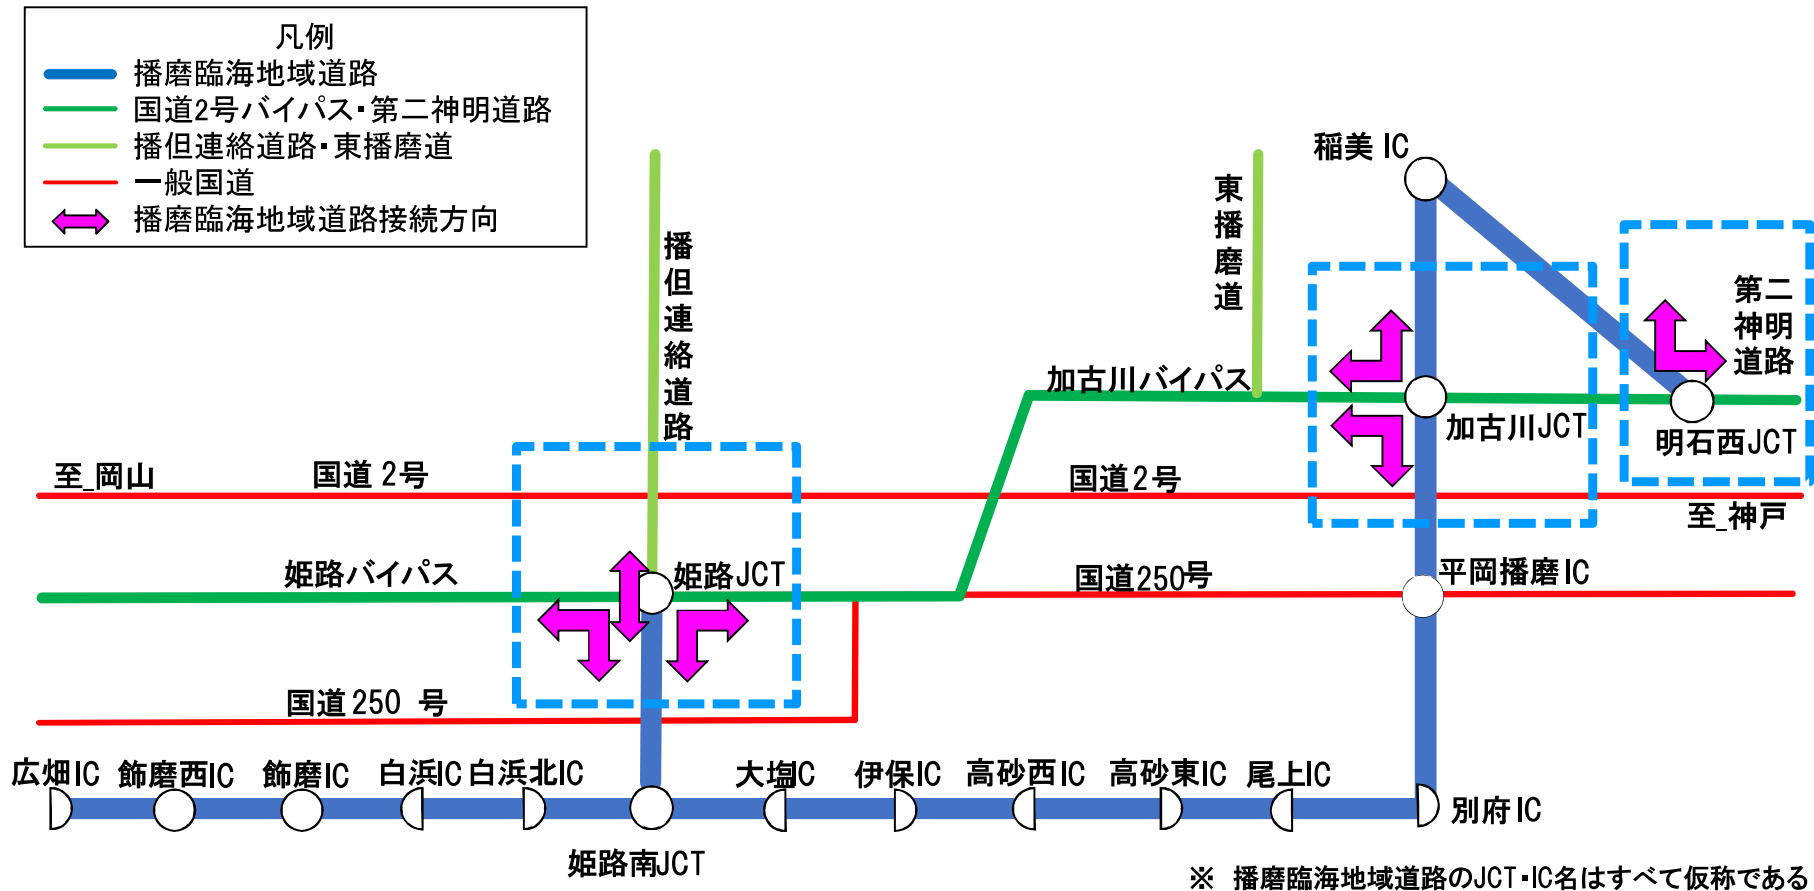 凡例
播磨臨海地域道路
国道2号バイパス・第二神明道路
播但連絡道路・東播磨道
一般国道
播磨臨海地域道路接続方向
稲美 IC
東播磨道
播但連絡道路
第二神明道路
加古川バイパス
加古川JCT
明石西JCT
至_岡山
国道 2号
国道2号
至_神戸
姫路バイパス
姫路JCT
国道250号
平岡播磨IC
国道250 号
広畑IC
飾磨西IC
飾磨IC
白浜IC
白浜北IC
大塩IC
伊保IC
高砂西IC
高砂東IC
尾上IC
別府IC
姫路南JCT
※ 播磨臨海地域道路のJCT・IC名はすべて仮称である